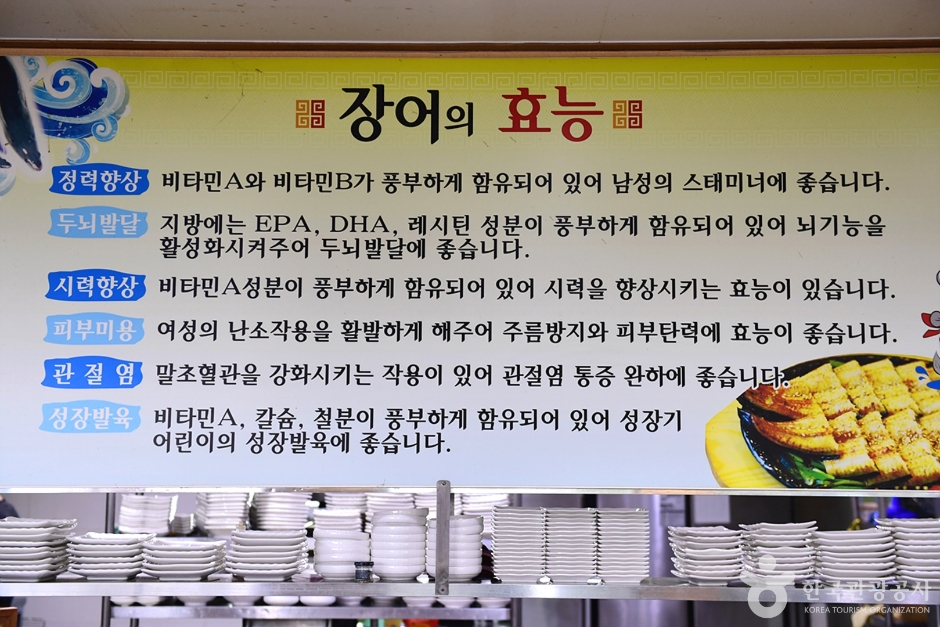 장어의 효능
정력향상 비타민A와 비타민B가 풍부하게 함유되어 있어 남성의 스태미너에 좋습니다.
두뇌발달 지방에는 EPA, DHA, 레시틴 성분이 풍부하게 함유되어 있어 뇌기능을
활성화시켜주어 두뇌발달에 좋습니다.
시력향상 비타민A성분이 풍부하게 함유되어 있어 시력을 향상시키는 효능이 있습니다.
피부미용 여성의 난소작용을 활발하게 해주어 주름방지와 피부탄력에 효능이 좋습니다.
관절염 말초혈관을 강화시키는 작용이 있어 관절염 통증 완하에 좋습니다.
성장발육 비타민A, 칼슘, 철분이 풍부하게 함유되어 있어 성장기
어린이의 성장발육에 좋습니다.
한국관광공사
KOREA TOURISM ORGANIZATION